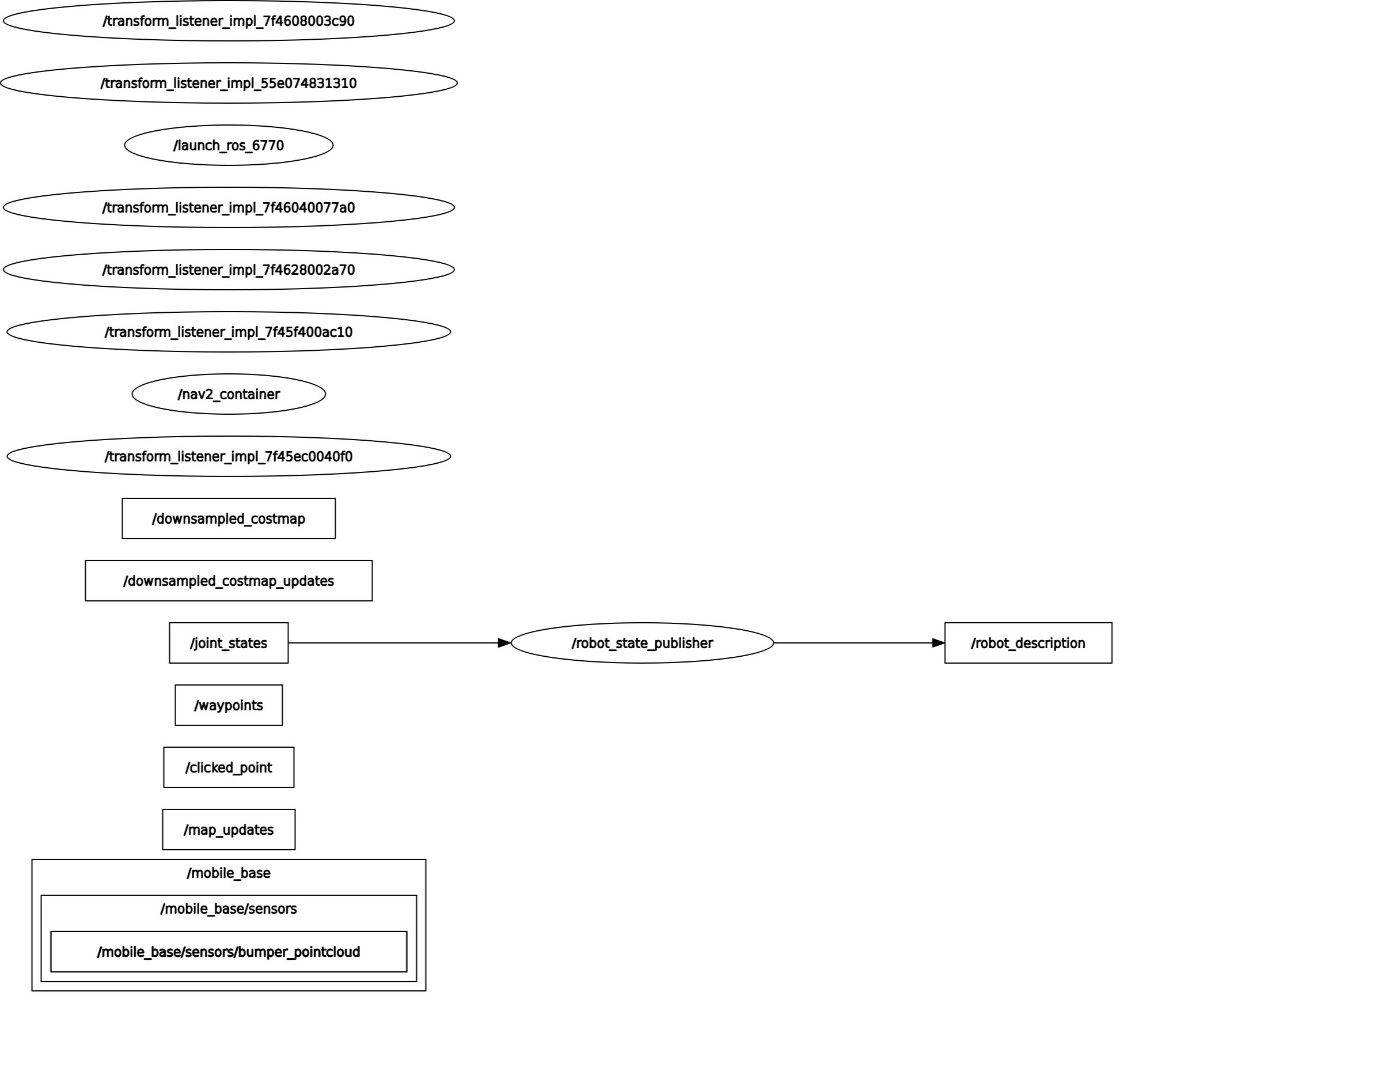 /transform_listener_impl_7f4608003c90
/transform_listener_impl_55e074831310
/launch_ros_6770
/transform_listener_impl_7f46040077a0
/transform_listener_impl_7f4628002a70
/transform_listener_impl_7f45f400ac10
/nav2_container
/transform_listener_impl_7f45ec0040f0
/downsampled_costmap
/downsampled_costmap_updates
/joint_states
/robot_state_publisher
/robot_description
/waypoints
/clicked_point
/map_updates
/mobile_base
/mobile_base/sensors
/mobile_base/sensors/bumper_pointcloud